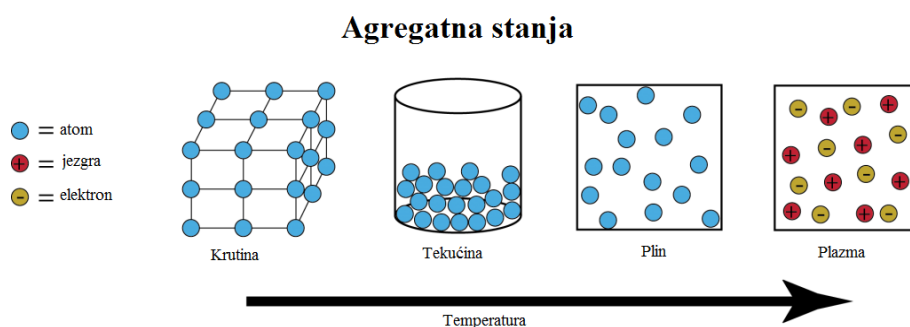 Agregatna stanja
= atom
= jezgra
= elektron
Krutina
Tekućina
Plin
Plazma
Temperatura